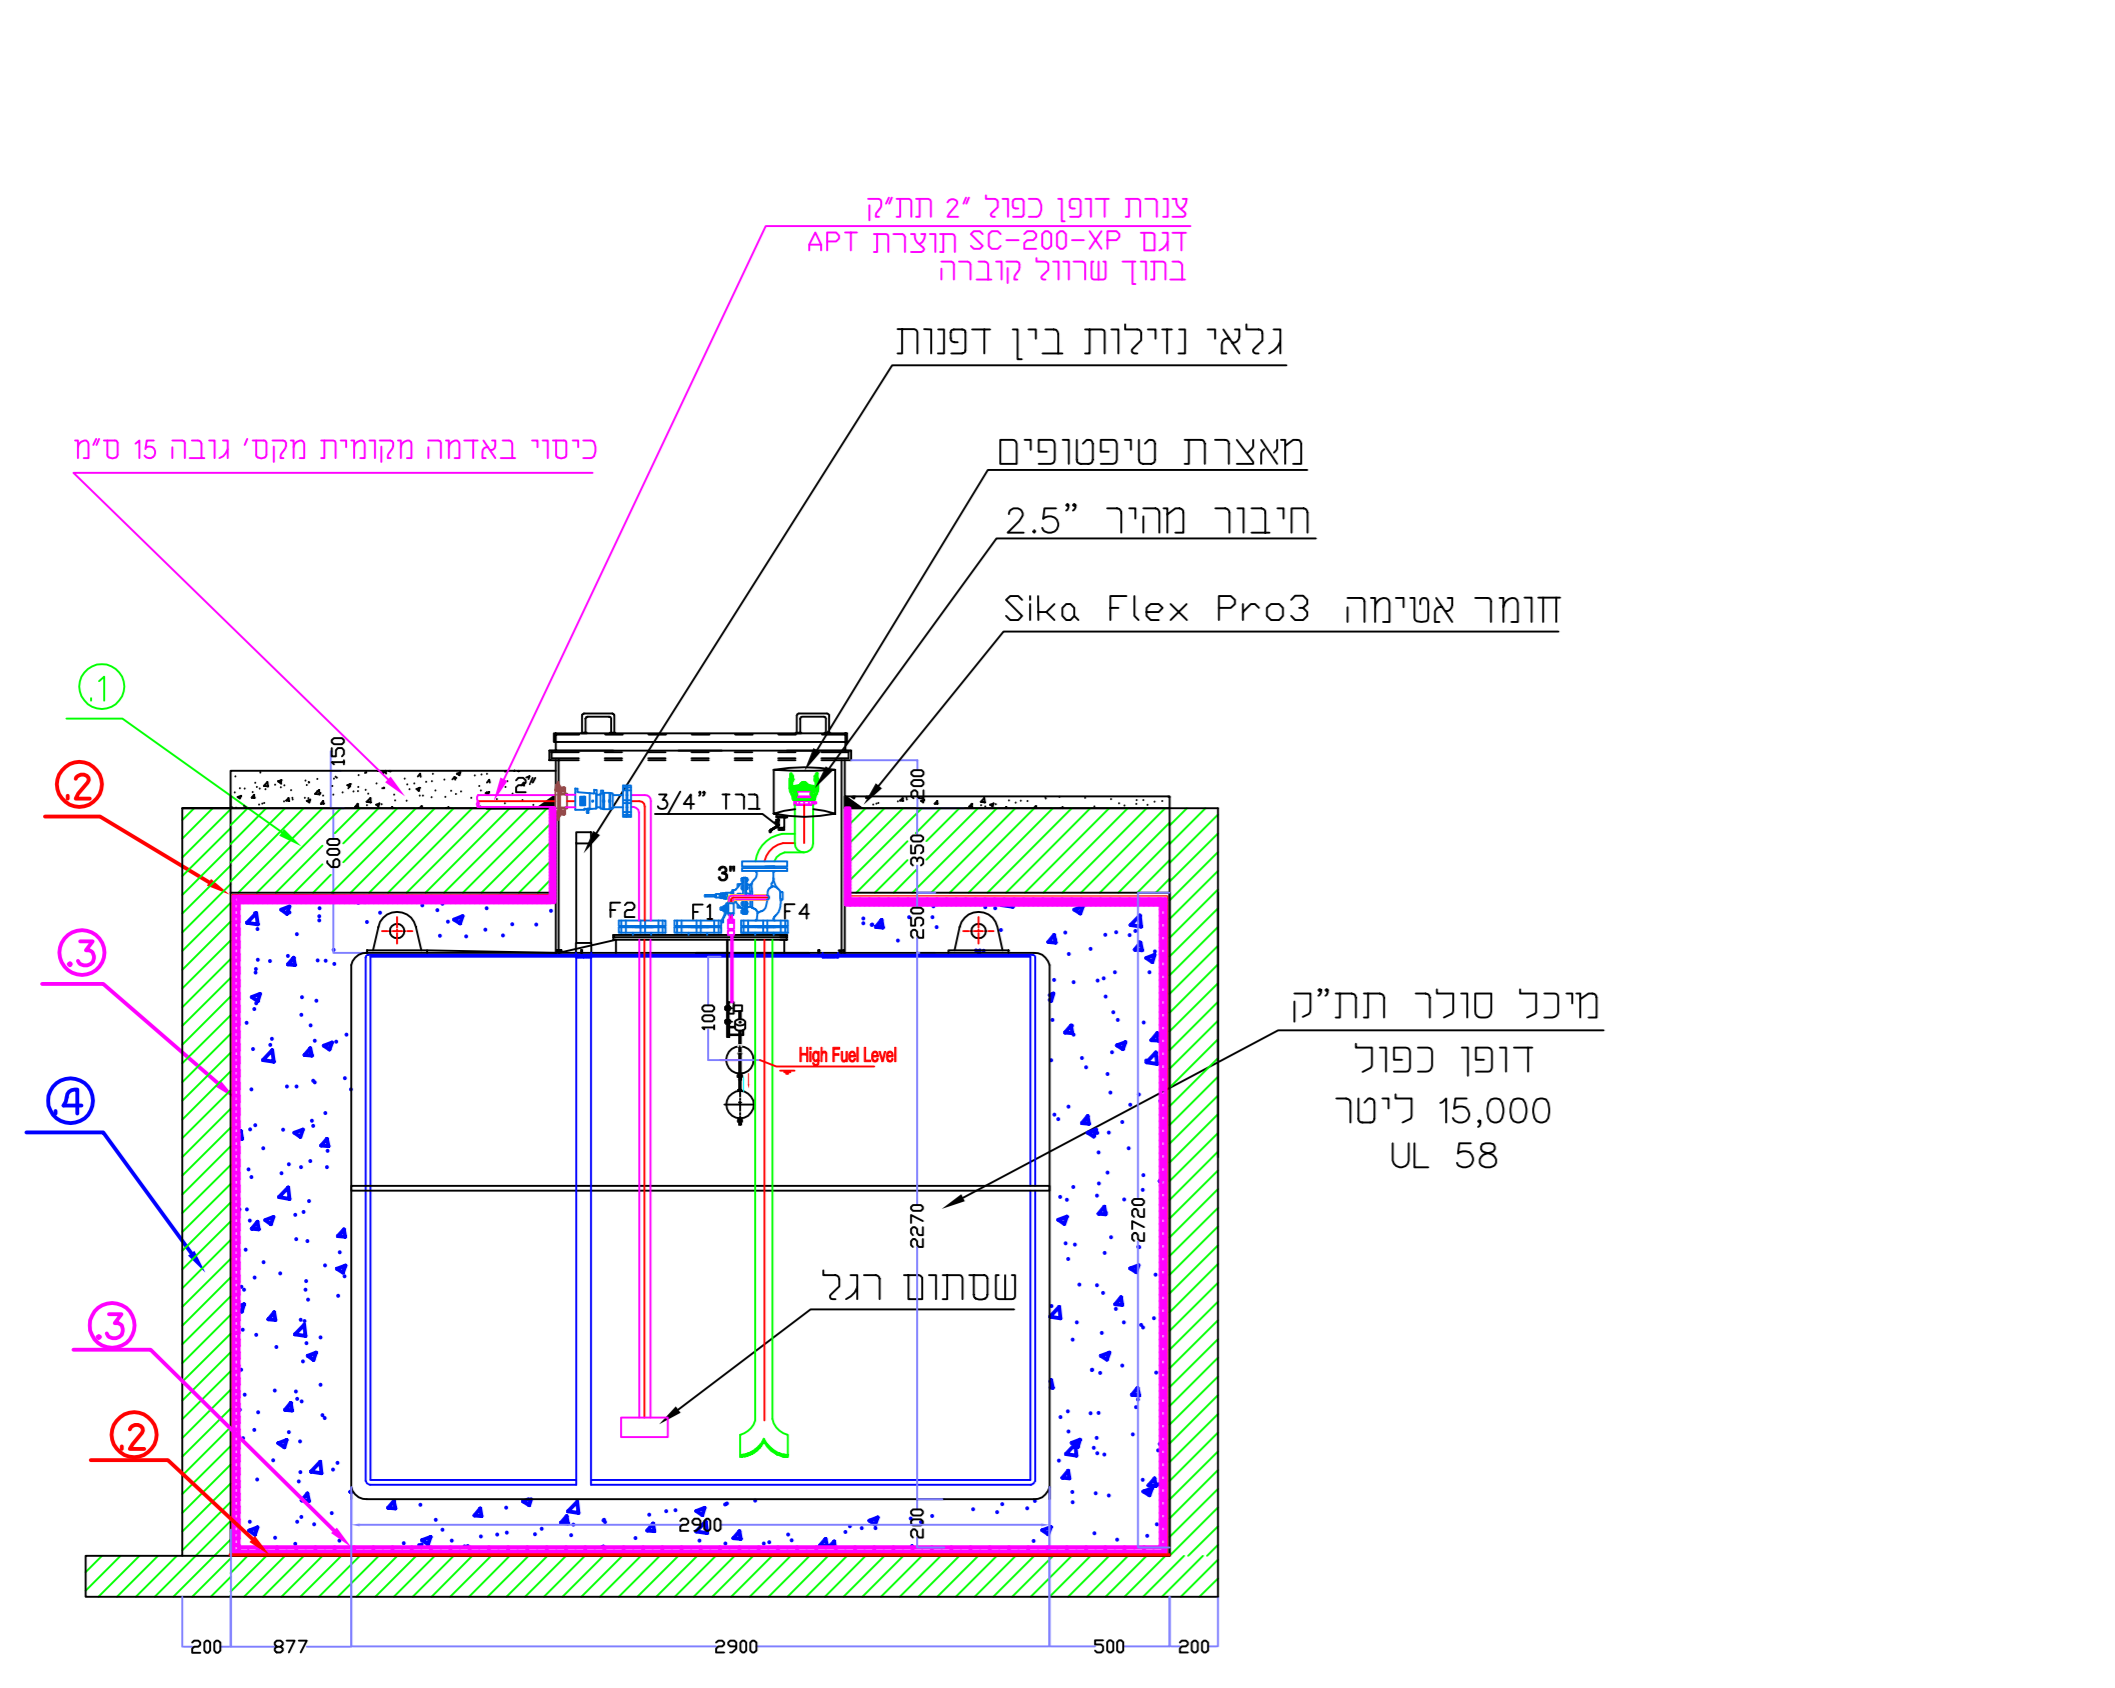 צנרת דופן כפול "2 תת"ק
דגם SC-200-XP תוצרת APT
בתוך שרוול קוברה
גלאי נזילות בין דפנות
כיסוי באדמה מקומית מקס' גובה 15 ס"מ
מאצרת טיפטופים
חיבור מהיר "2.5
חומר אטימה Sika Flex Pro3
.1
.2
150
2"
200
ברז "3/4
600
350
3"
F2
F1
F4
250
.3
מיכל סולר תת"ק
דופן כפול
15,000 ליטר
UL 58
100
High Fuel Level
.4
2270
2720
שסתום רגל
.3
.2
2900
200
200
877
2900
500
200